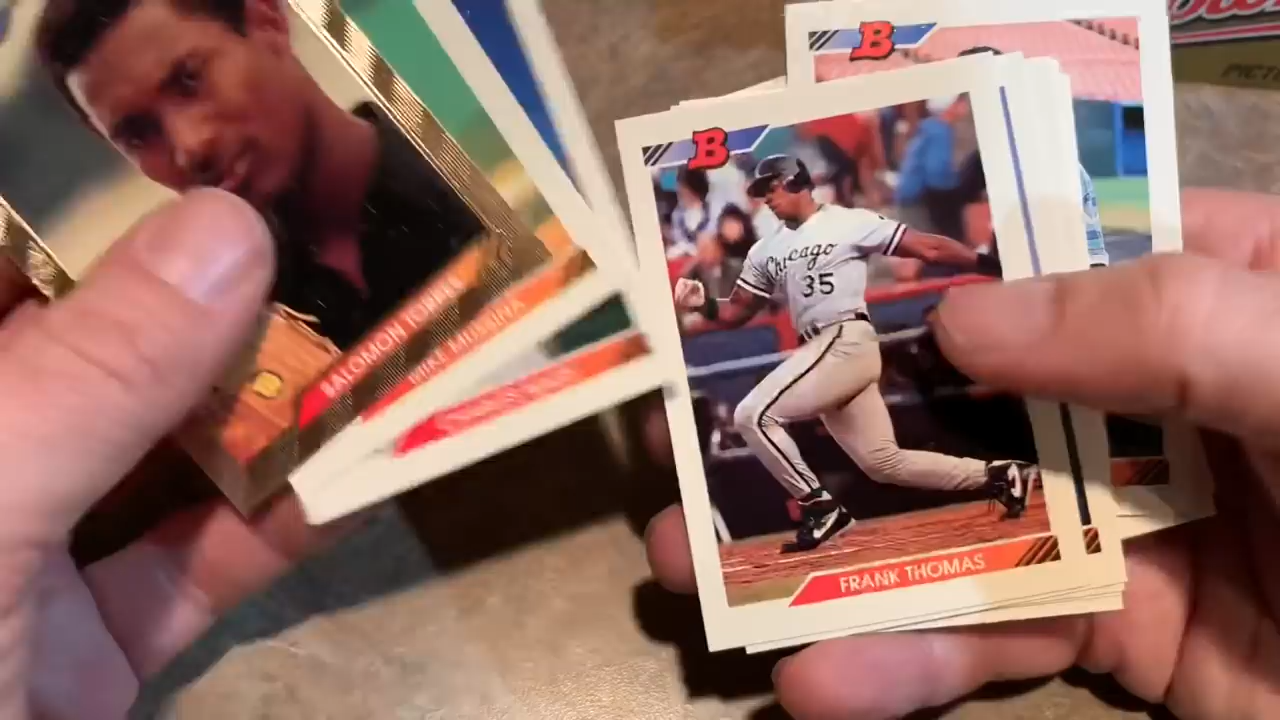 B
B
Chicago
35
SALOMON TORRES
MIKE MUSSINA
FRANK THOMAS